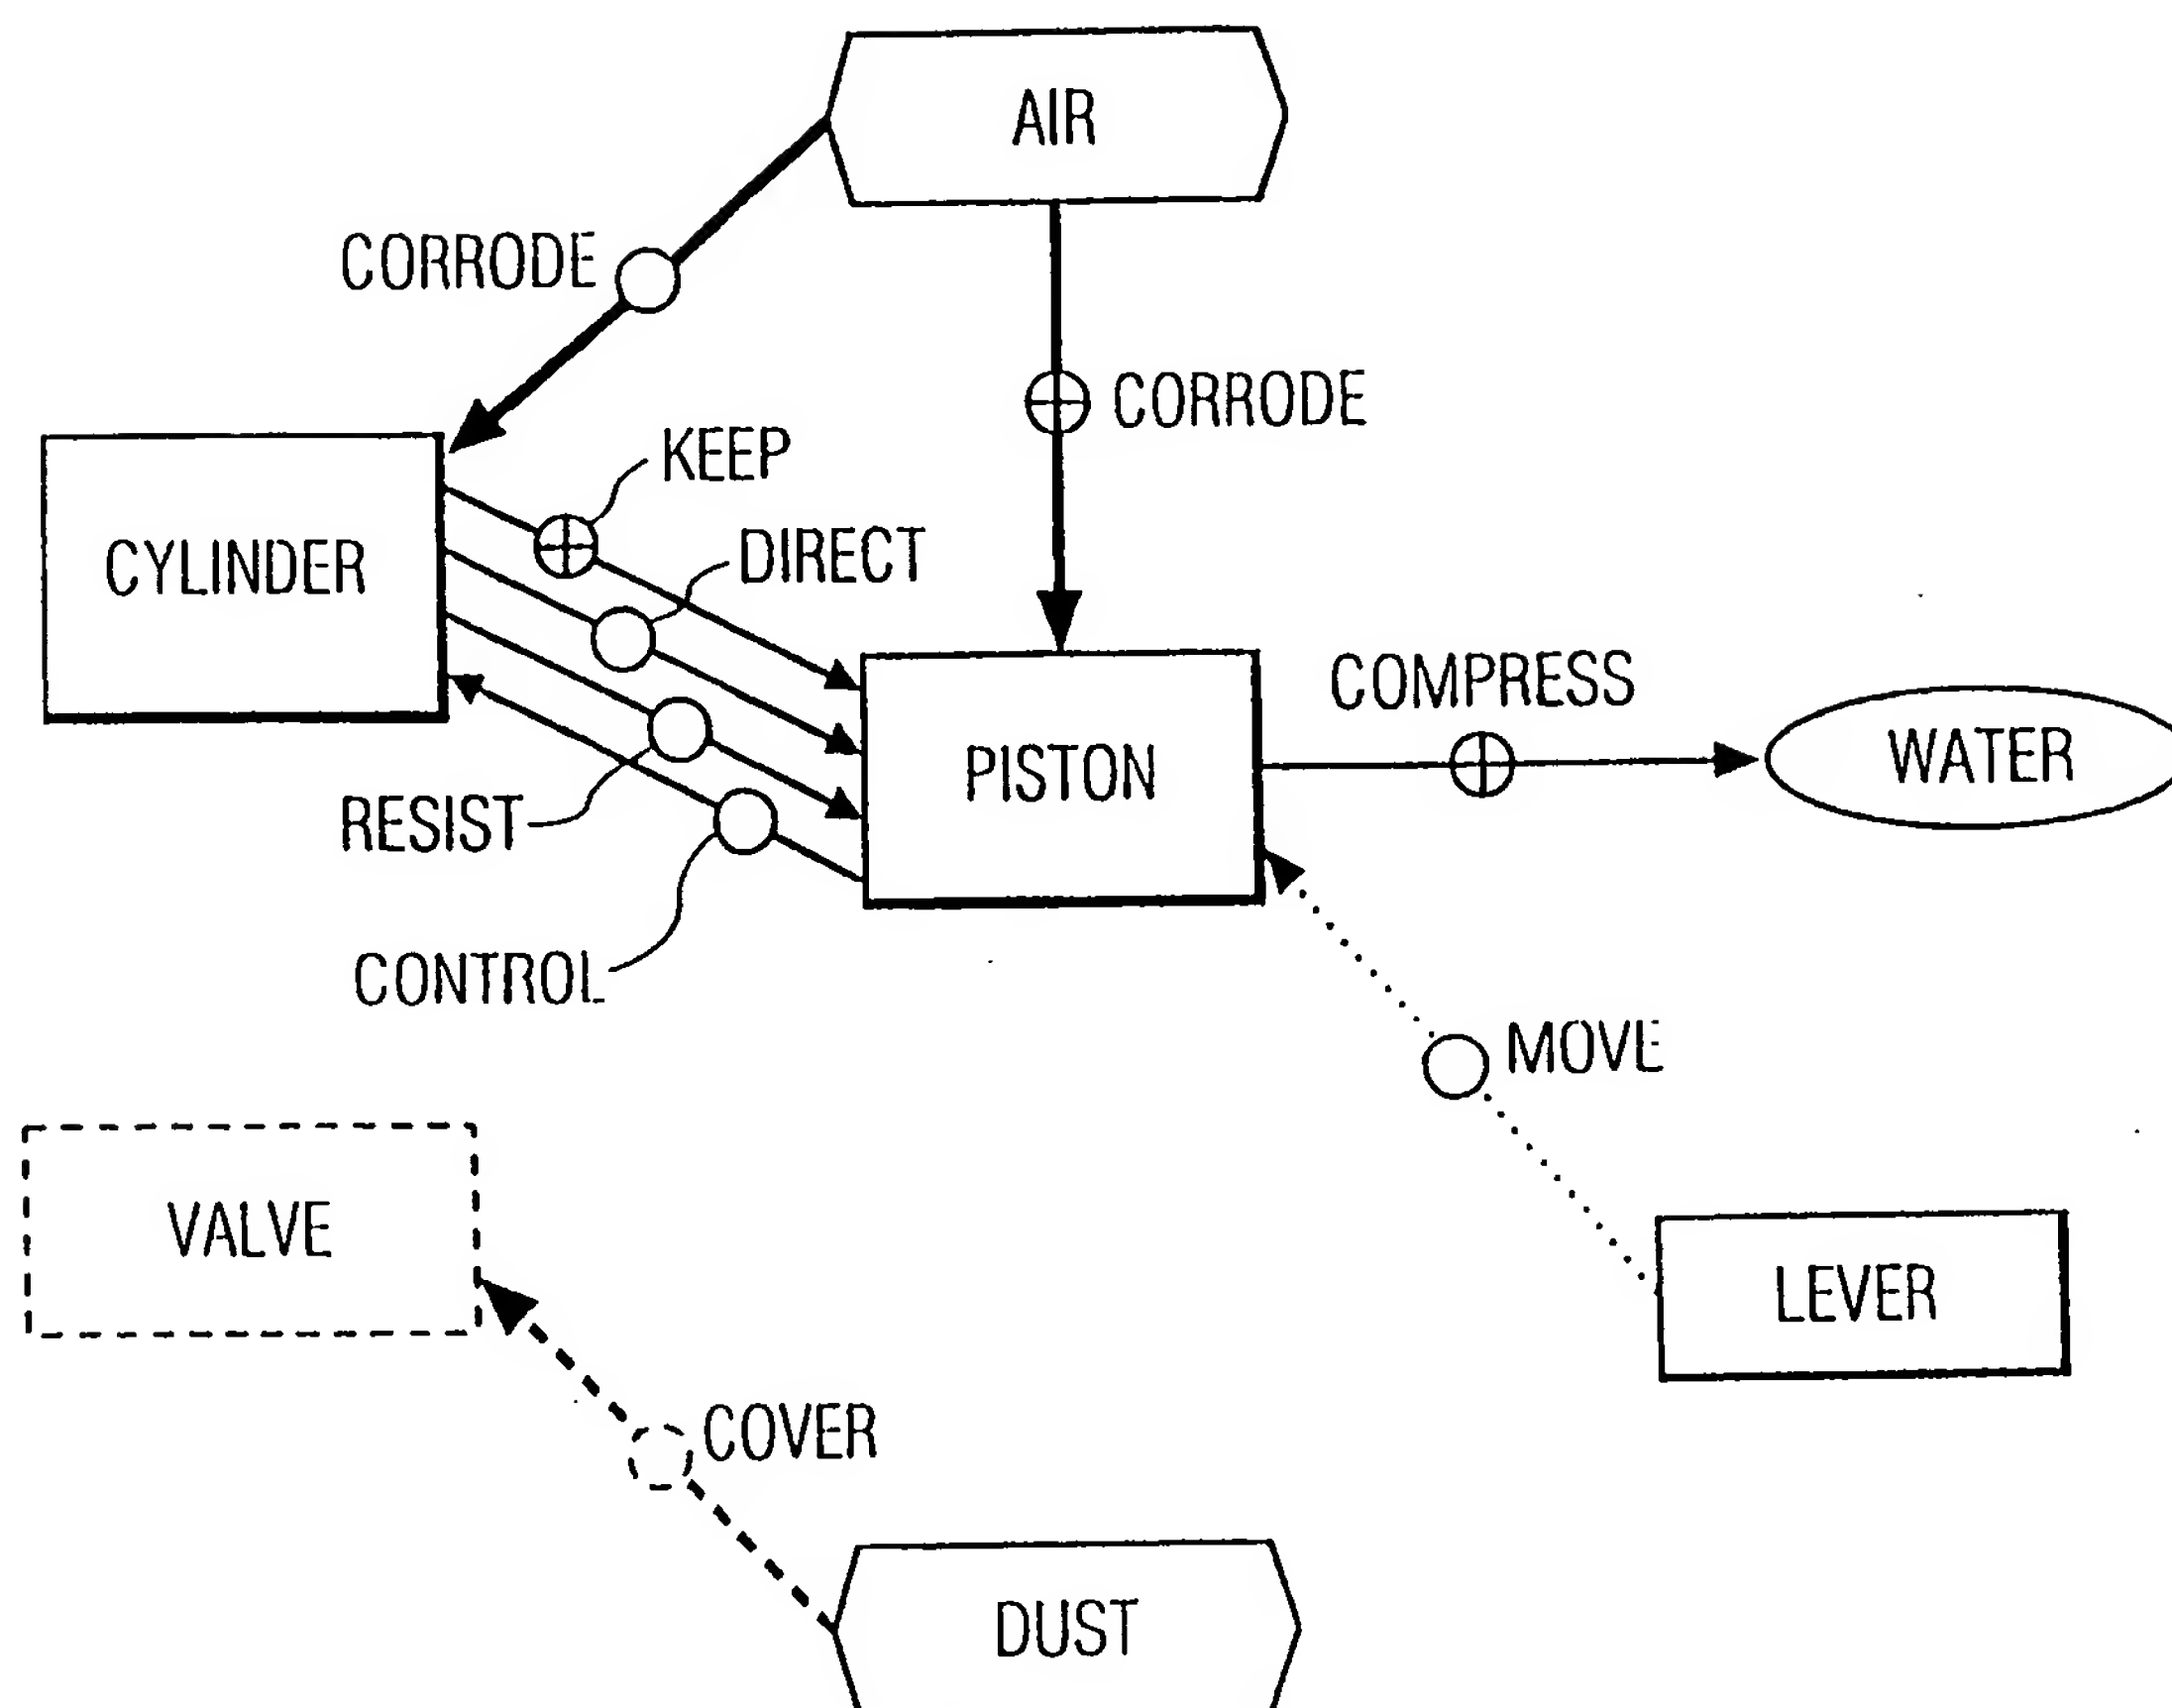 AIR
CORRODE
CORRODE
KEEP
DIRECT
CYLINDER
COMPRESS
PISTON
WATER
RESIST
CONTROL
MOVE
VALVE
LEVER
COVER
DUST